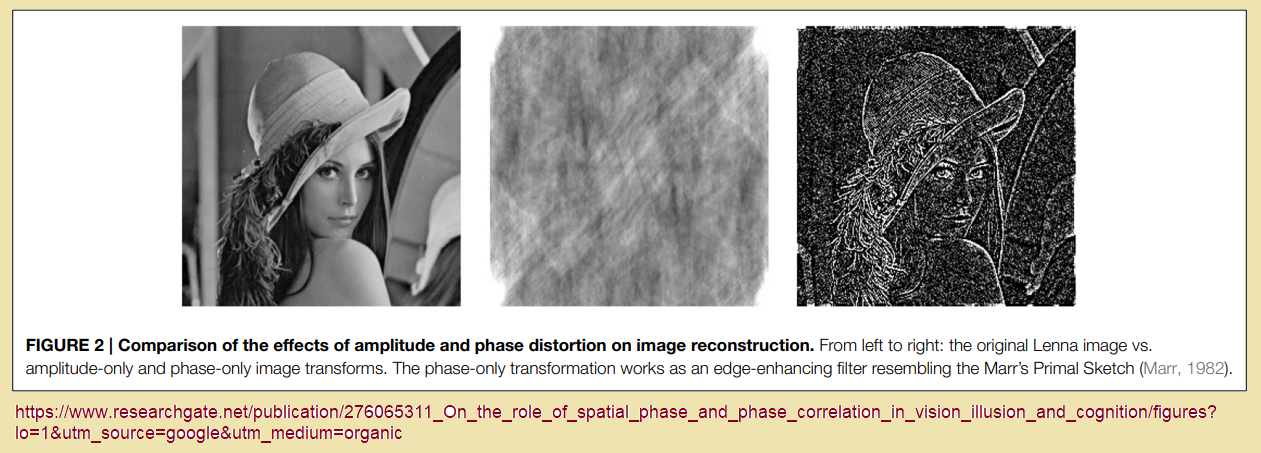 FIGURE 2 | Comparison of the effects of amplitude and phase distortion on image reconstruction. From left to right: the original Lenna image vs.
amplitude-only and phase-only image transforms. The phase-only transformation works as an edge-enhancing filter resembling the Marr's Primal Sketch (Marr, 1982).
https://www.researchgate.net/publication/276065311_On_the_role_of_spatial_phase_and_phase_correlation_in_vision_illusion_and_cognition/figures?
lo=1&utm_source=google&utm_medium=organic